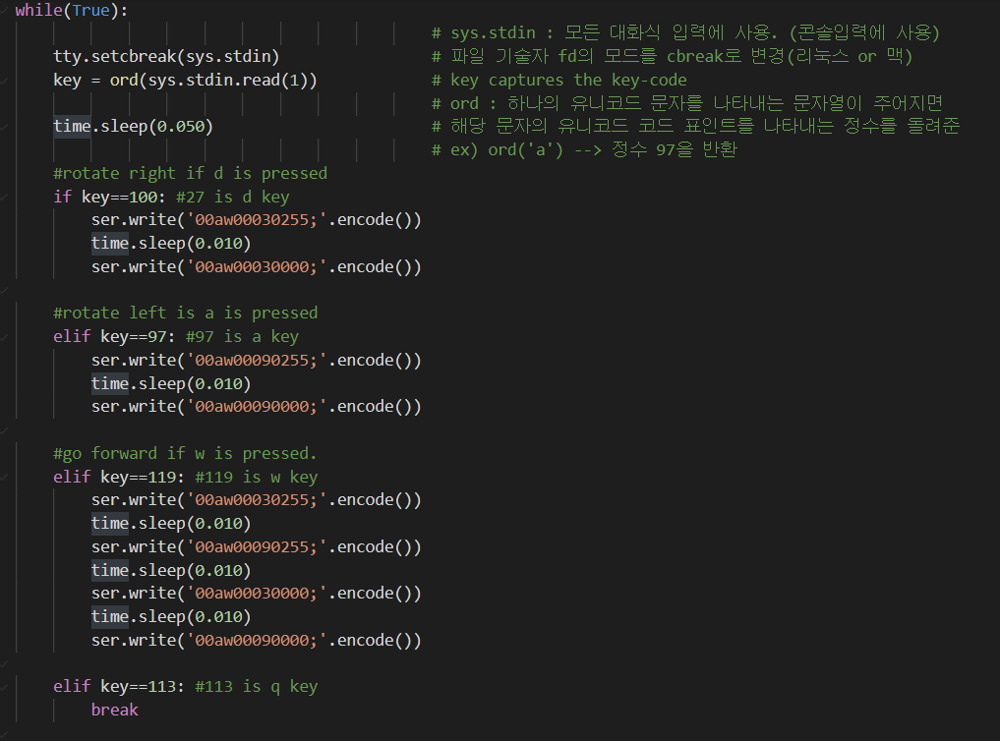 while(True):
# sys.stdin : 모든 대화식 입력에 사용. (콘솔입력에 사용)
tty.setcbreak(sys.stdin) # 파일 기술자 fd의 모드를 cbreak로 변경(리눅스 or 맥)
key = ord(sys.stdin.read(1)) # key captures the key-code
# ord : 하나의 유니코드 문자를 나타내는 문자열이 주어지면
time.sleep(0.050) # 해당 문자의 유니코드 코드 포인트를 나타내는 정수를 돌려준
# ex) ord('a') --> 정수 97을 반환
#rotate right if d is pressed
if key==100: #27 is d key
ser.write('00aw00030255;'.encode())
time.sleep(0.010)
ser.write('00aw00030000;'.encode())
#rotate left is a is pressed
elif key==97: #97 is a key
ser.write('00aw00090255;'.encode())
time.sleep(0.010)
ser.write('00aw00090000;'.encode())
#go forward if w is pressed.
elif key==119: #119 is w key
ser.write('00aw00030255;'.encode())
time.sleep(0.010)
ser.write('00aw00090255;'.encode())
time.sleep(0.010)
ser.write('00aw00030000;'.encode())
time.sleep(0.010)
ser.write('00aw00090000;'.encode())
elif key==113: #113 is q key
break